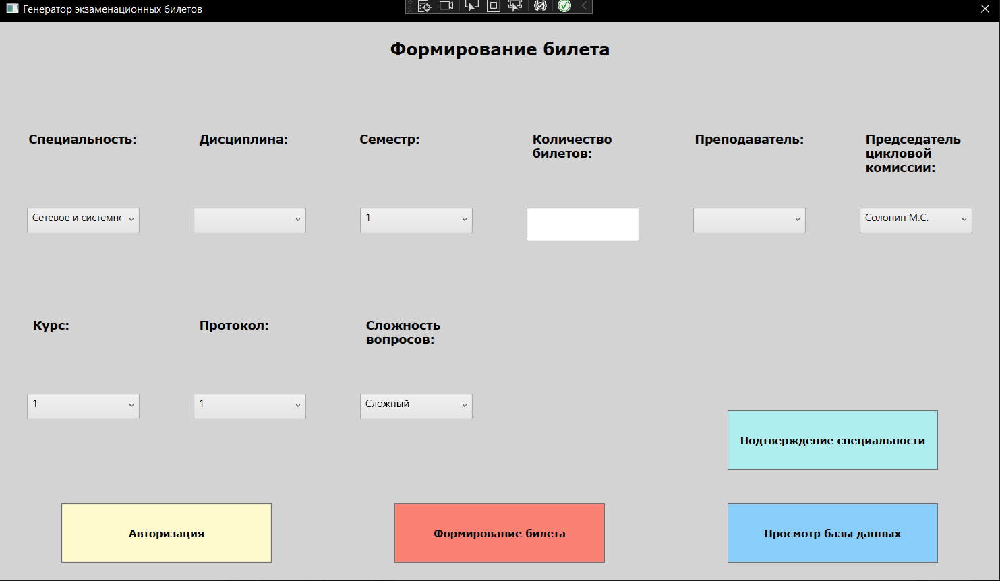 Генератор экзаменационных билетов
Формирование билета
Специальность:
Дисциплина:
Семестр:
Количество
билетов:
Преподаватель:
Председатель
цикловой
комиссии:
Сетевое и системно
1
Солонин М.С.
Курс:
Протокол:
Сложность
вопросов:
1
1
Сложный
Подтверждение специальности
Авторизация
Формирование билета
Просмотр базы данных